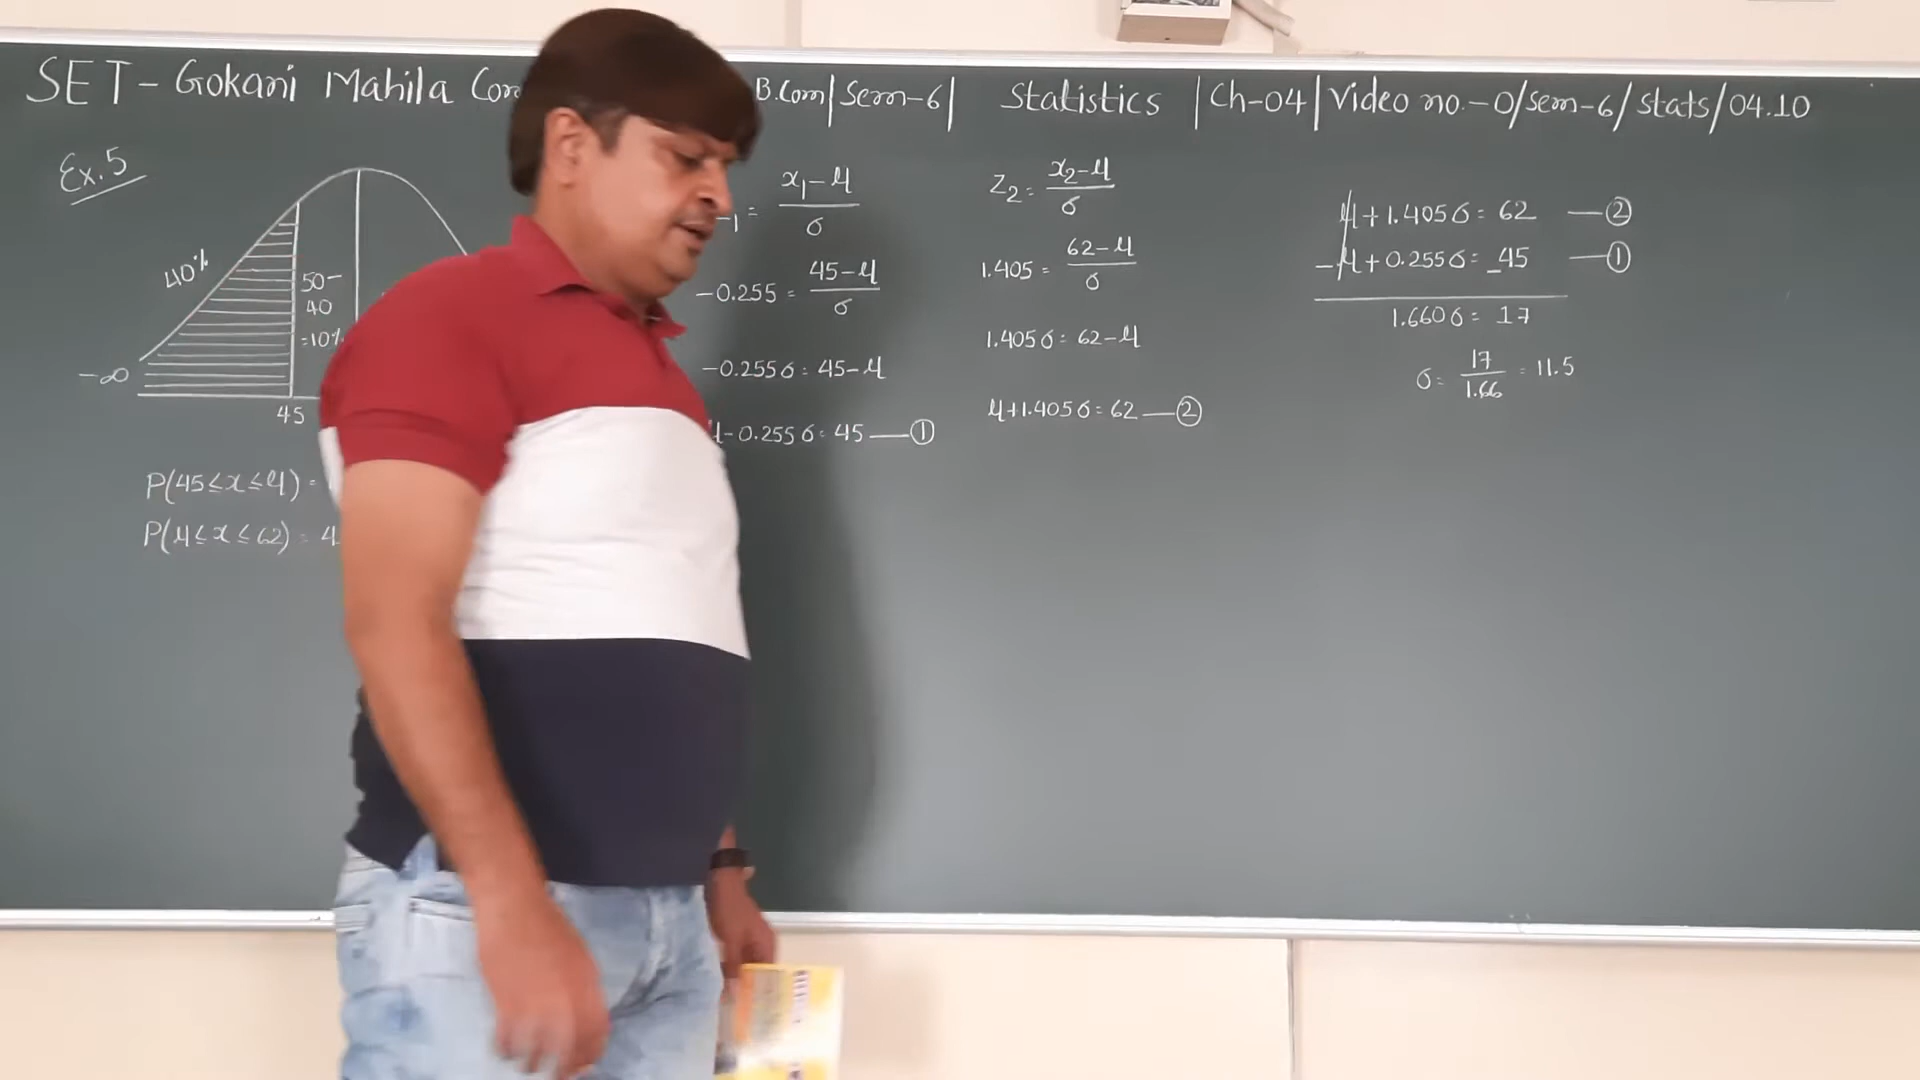 SET - Gokani Mahila B.Com | Sem-6 | Statistics | Ch-04 | Video no.-0/sem-6/stats/04.10
Ex.5
40%
50-
40
=10%
-∞
45
P(45≤x≤μ) =
P(μ≤x≤62) = 4
1 = x₁-μ/σ
-0.255 = 45-μ/σ
-0.255σ = 45-μ
μ-0.255σ = 45 —①
Z₂ = x₂-μ/σ
1.405 = 62-μ/σ
1.405σ = 62-μ
μ+1.405σ = 62 —②
μ+1.405σ = 62 —②
-μ+0.255σ = _45 —①
1.660σ = 17
σ = 17/1.66 = 11.5